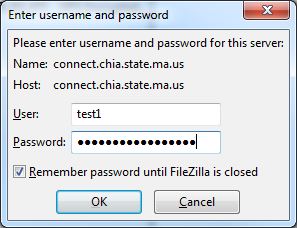 Enter username and password
Please enter username and password for this server:
Name: connect.chia.state.ma.us
Host: connect.chia.state.ma.us
User: test1
Password: ●●●●●●●●●●●●●●●●●
Remember password until FileZilla is closed
OK Cancel